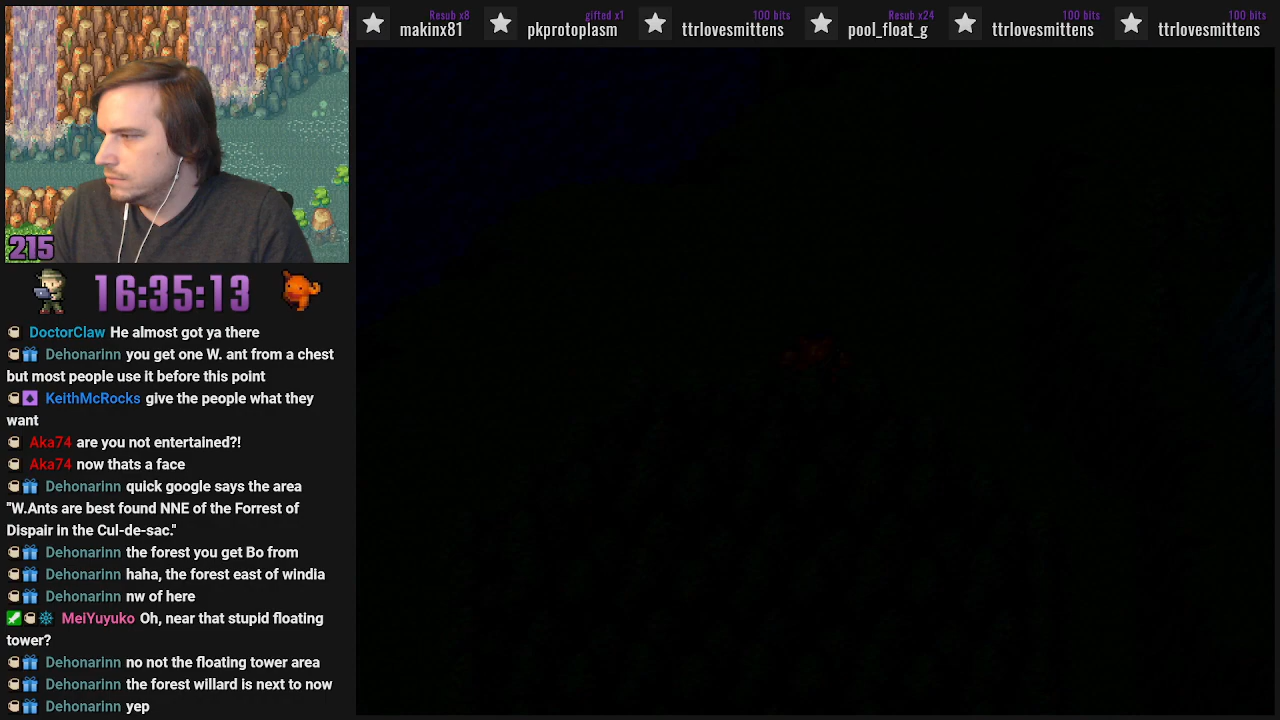 Resub x8
makinx81
gifted x1
pkprotoplasm
100 bits
ttrlovesmittens
Resub x24
pool_float_g
100 bits
ttrlovesmittens
100 bits
ttrlovesmittens
215
16:35:13
DoctorClaw He almost got ya there
Dehonarinn you get one W. ant from a chest
but most people use it before this point
KeithMcRocks give the people what they
want
Aka74 are you not entertained?!
Aka74 now thats a face
Dehonarinn quick google says the area
"W.Ants are best found NNE of the Forrest of
Dispair in the Cul-de-sac."
Dehonarinn the forest you get Bo from
Dehonarinn haha, the forest east of windia
Dehonarinn nw of here
MeiYuyuko Oh, near that stupid floating
tower?
Dehonarinn no not the floating tower area
Dehonarinn the forest willard is next to now
Dehonarinn yep